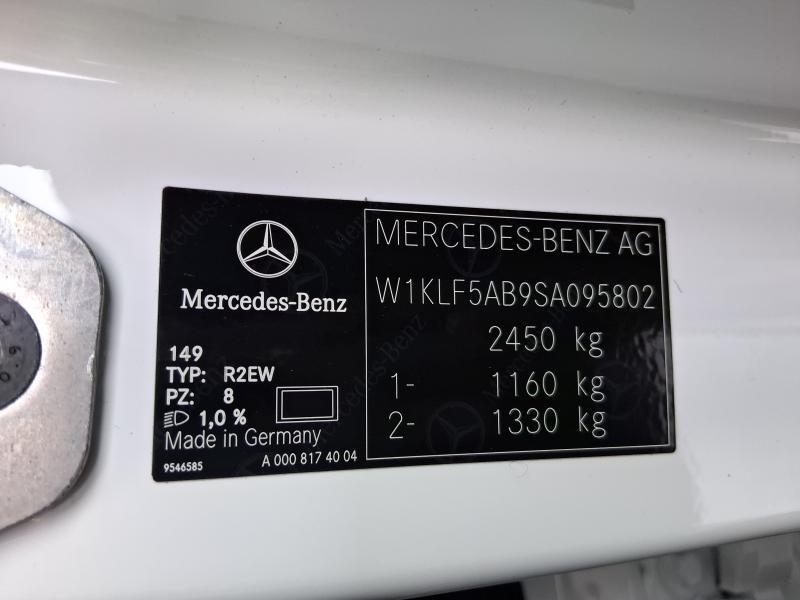 Mercedes-Benz
149
TYP: R2EW
PZ: 8
1,0 %
Made in Germany
9546585 A 000 817 40 04
MERCEDES-BENZ AG
W1KLF5AB9SA095802
2450 kg
1- 1160 kg
2- 1330 kg